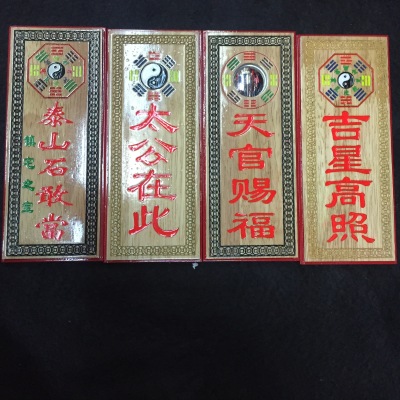 泰山石敢當
鎮宅之寶
太公在此
天官赐福
吉星高照